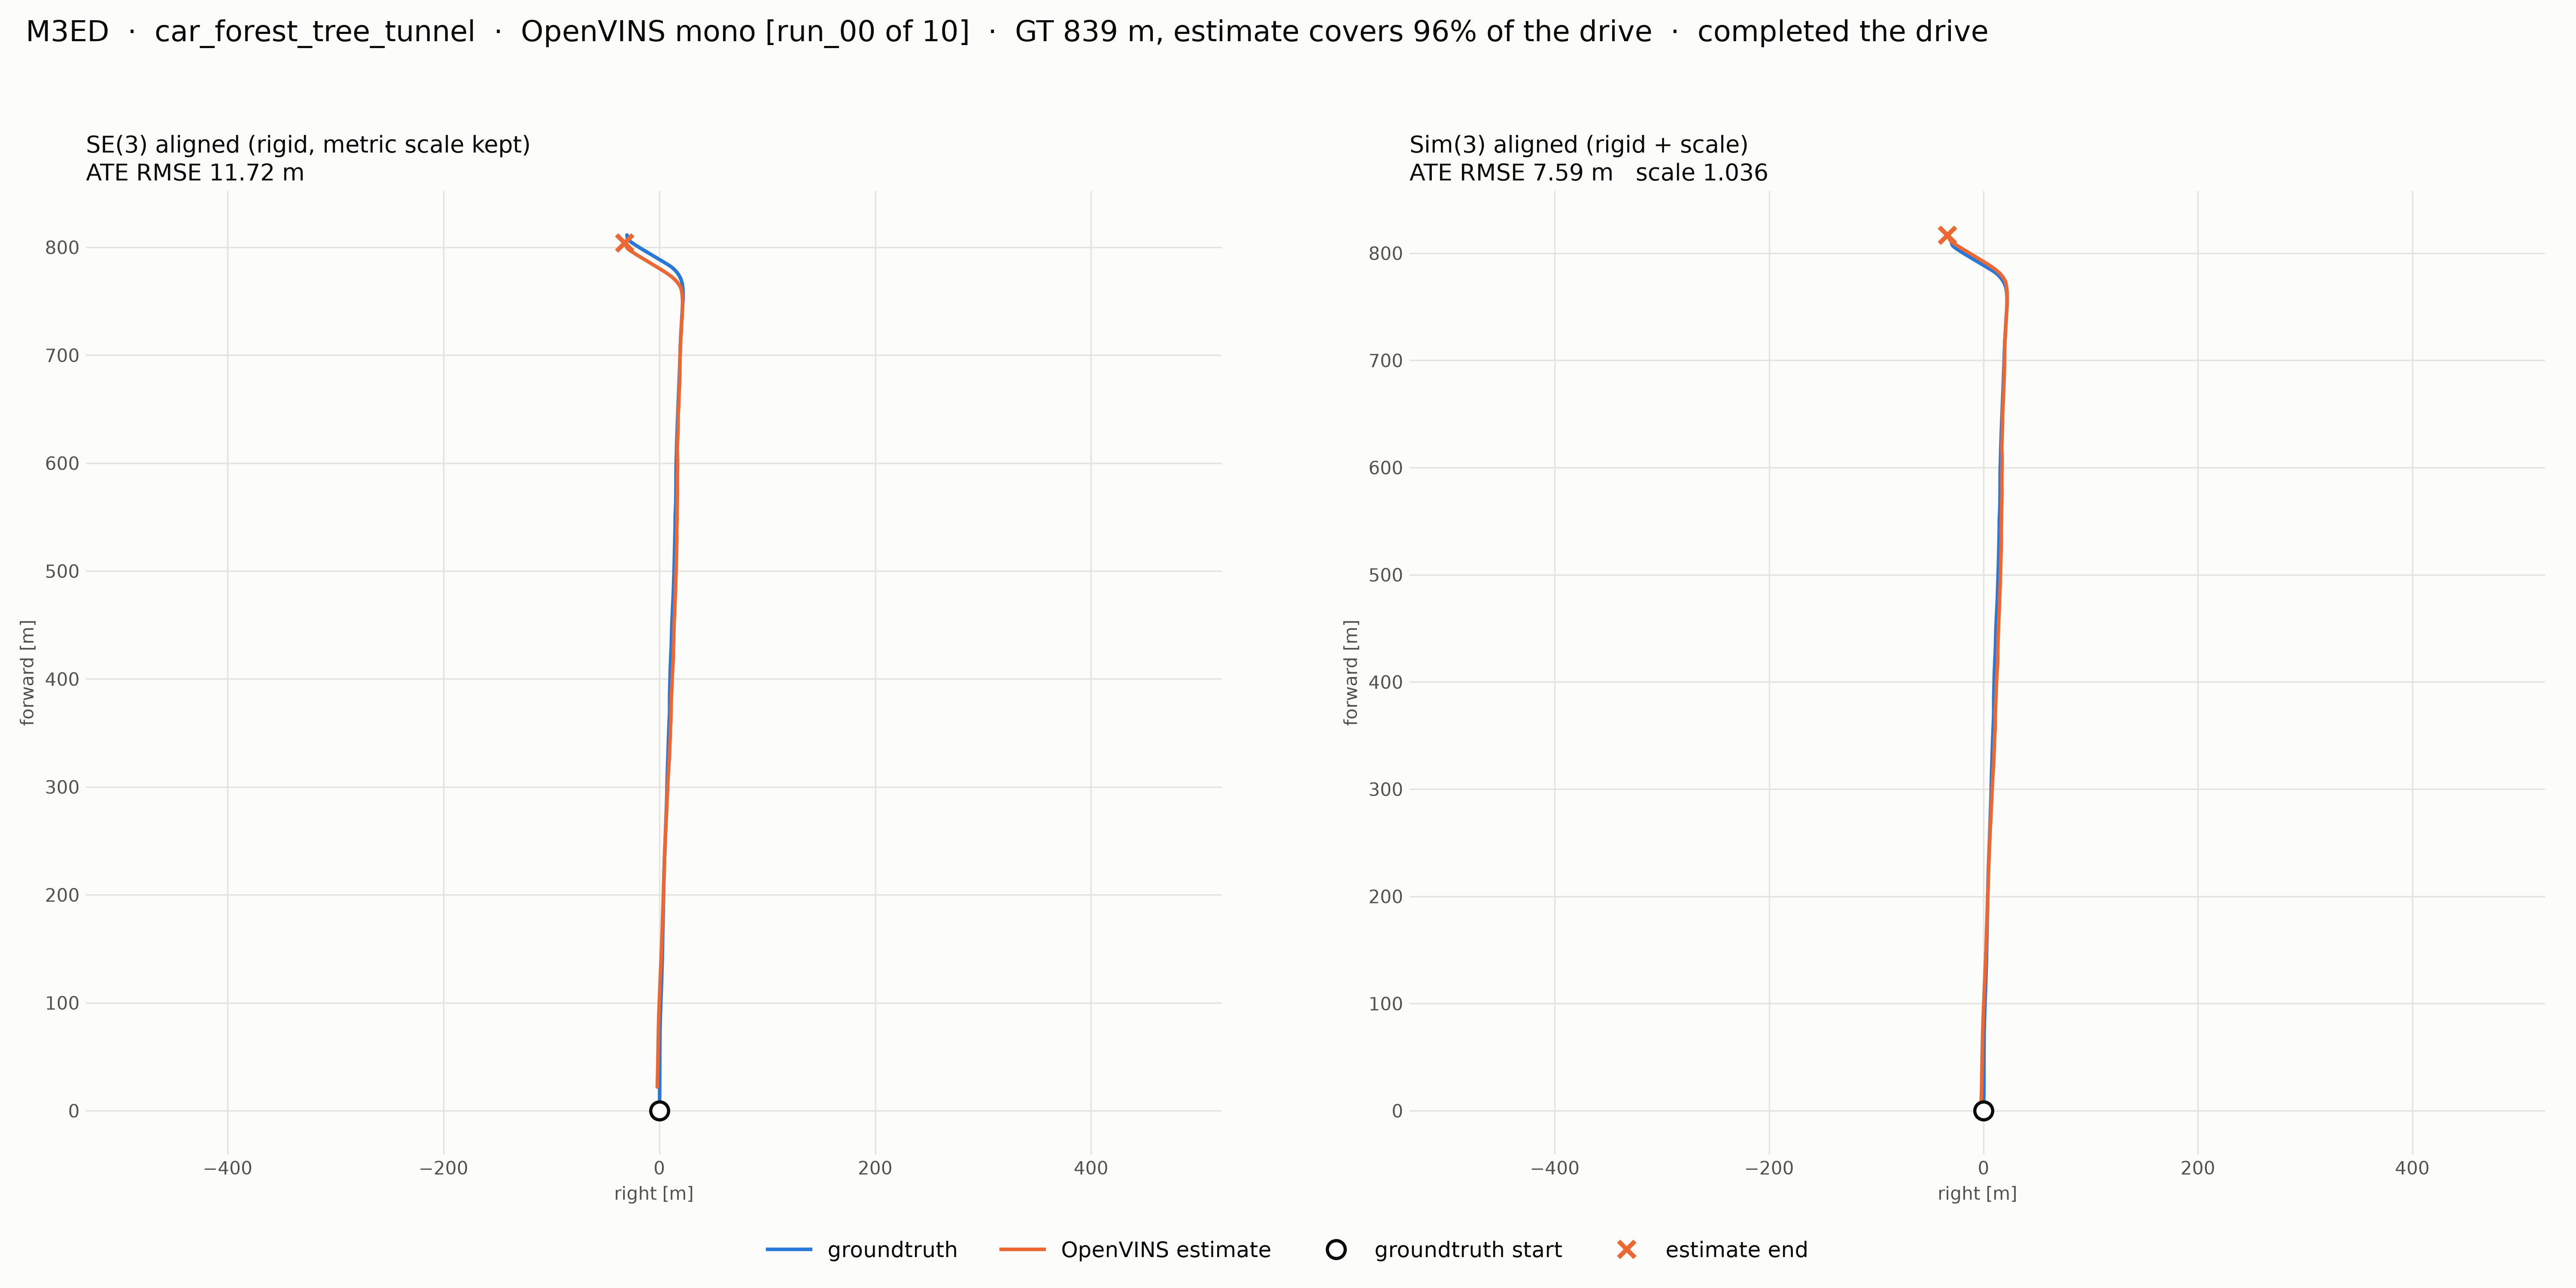 M3ED · car_forest_tree_tunnel · OpenVINS mono [run_00 of 10] · GT 839 m, estimate covers 96% of the drive · completed the drive
SE(3) aligned (rigid, metric scale kept)
ATE RMSE 11.72 m
800
700
600
500
400
300
200
100
0
forward [m]
−400
−200
0
200
400
right [m]
Sim(3) aligned (rigid + scale)
ATE RMSE 7.59 m   scale 1.036
800
700
600
500
400
300
200
100
0
forward [m]
−400
−200
0
200
400
right [m]
groundtruth
OpenVINS estimate
groundtruth start
estimate end